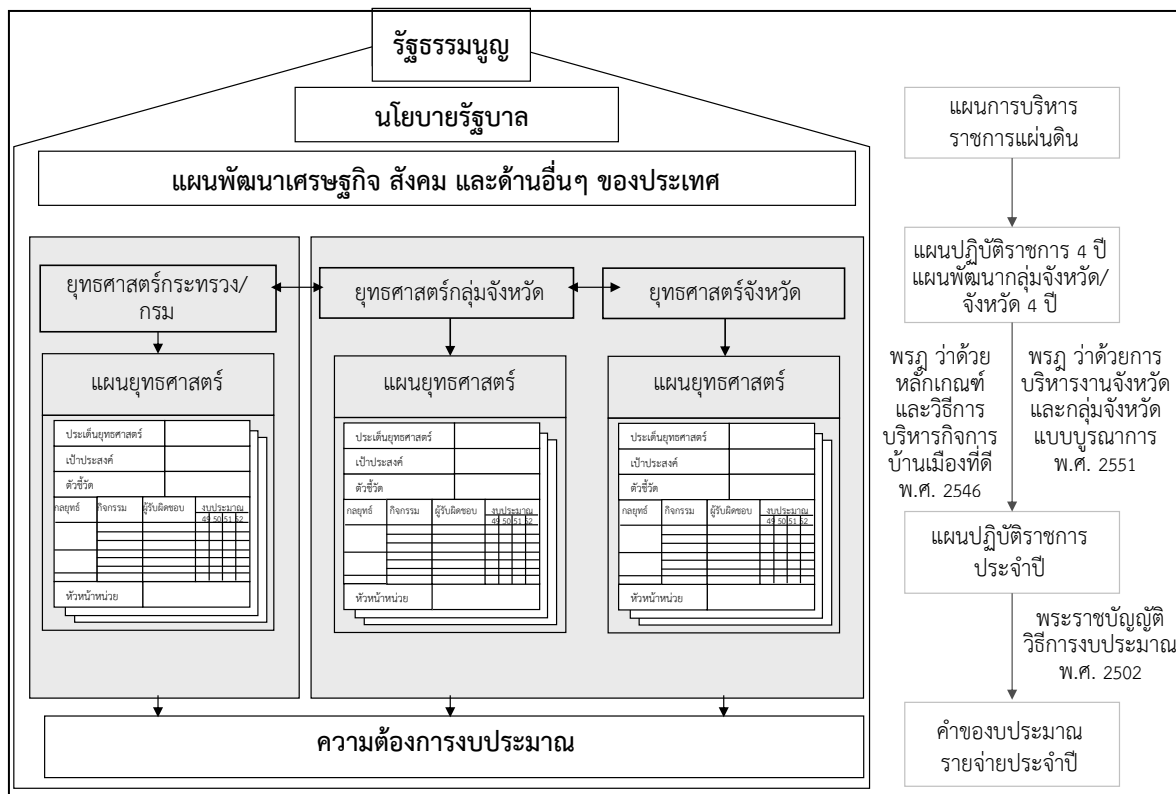 รัฐธรรมนูญ
นโยบายรัฐบาล
แผนพัฒนาเศรษฐกิจ สังคม และด้านอื่นๆ ของประเทศ
ยุทธศาสตร์กระทรวง/
กรม
ยุทธศาสตร์กลุ่มจังหวัด
ยุทธศาสตร์จังหวัด
แผนยุทธศาสตร์
ประเด็นยุทธศาสตร์
เป้าประสงค์
ตัวชี้วัด
กลยุทธ์ กิจกรรม ผู้รับผิดชอบ งบประมาณ
49 50 51 52
หัวหน้าหน่วย
แผนยุทธศาสตร์
ประเด็นยุทธศาสตร์
เป้าประสงค์
ตัวชี้วัด
กลยุทธ์ กิจกรรม ผู้รับผิดชอบ งบประมาณ
49 50 51 52
หัวหน้าหน่วย
แผนยุทธศาสตร์
ประเด็นยุทธศาสตร์
เป้าประสงค์
ตัวชี้วัด
กลยุทธ์ กิจกรรม ผู้รับผิดชอบ งบประมาณ
49 50 51 52
หัวหน้าหน่วย
ความต้องการงบประมาณ
แผนการบริหาร
ราชการแผ่นดิน
แผนปฏิบัติราชการ 4 ปี
แผนพัฒนากลุ่มจังหวัด/
จังหวัด 4 ปี
พรฎ ว่าด้วย
หลักเกณฑ์
และวิธีการ
บริหารกิจการ
บ้านเมืองที่ดี
พ.ศ. 2546
พรฎ ว่าด้วยการ
บริหารงานจังหวัด
และกลุ่มจังหวัด
แบบบูรณาการ
พ.ศ. 2551
แผนปฏิบัติราชการ
ประจำปี
พระราชบัญญัติ
วิธีการงบประมาณ
พ.ศ. 2502
คำของบประมาณ
รายจ่ายประจำปี